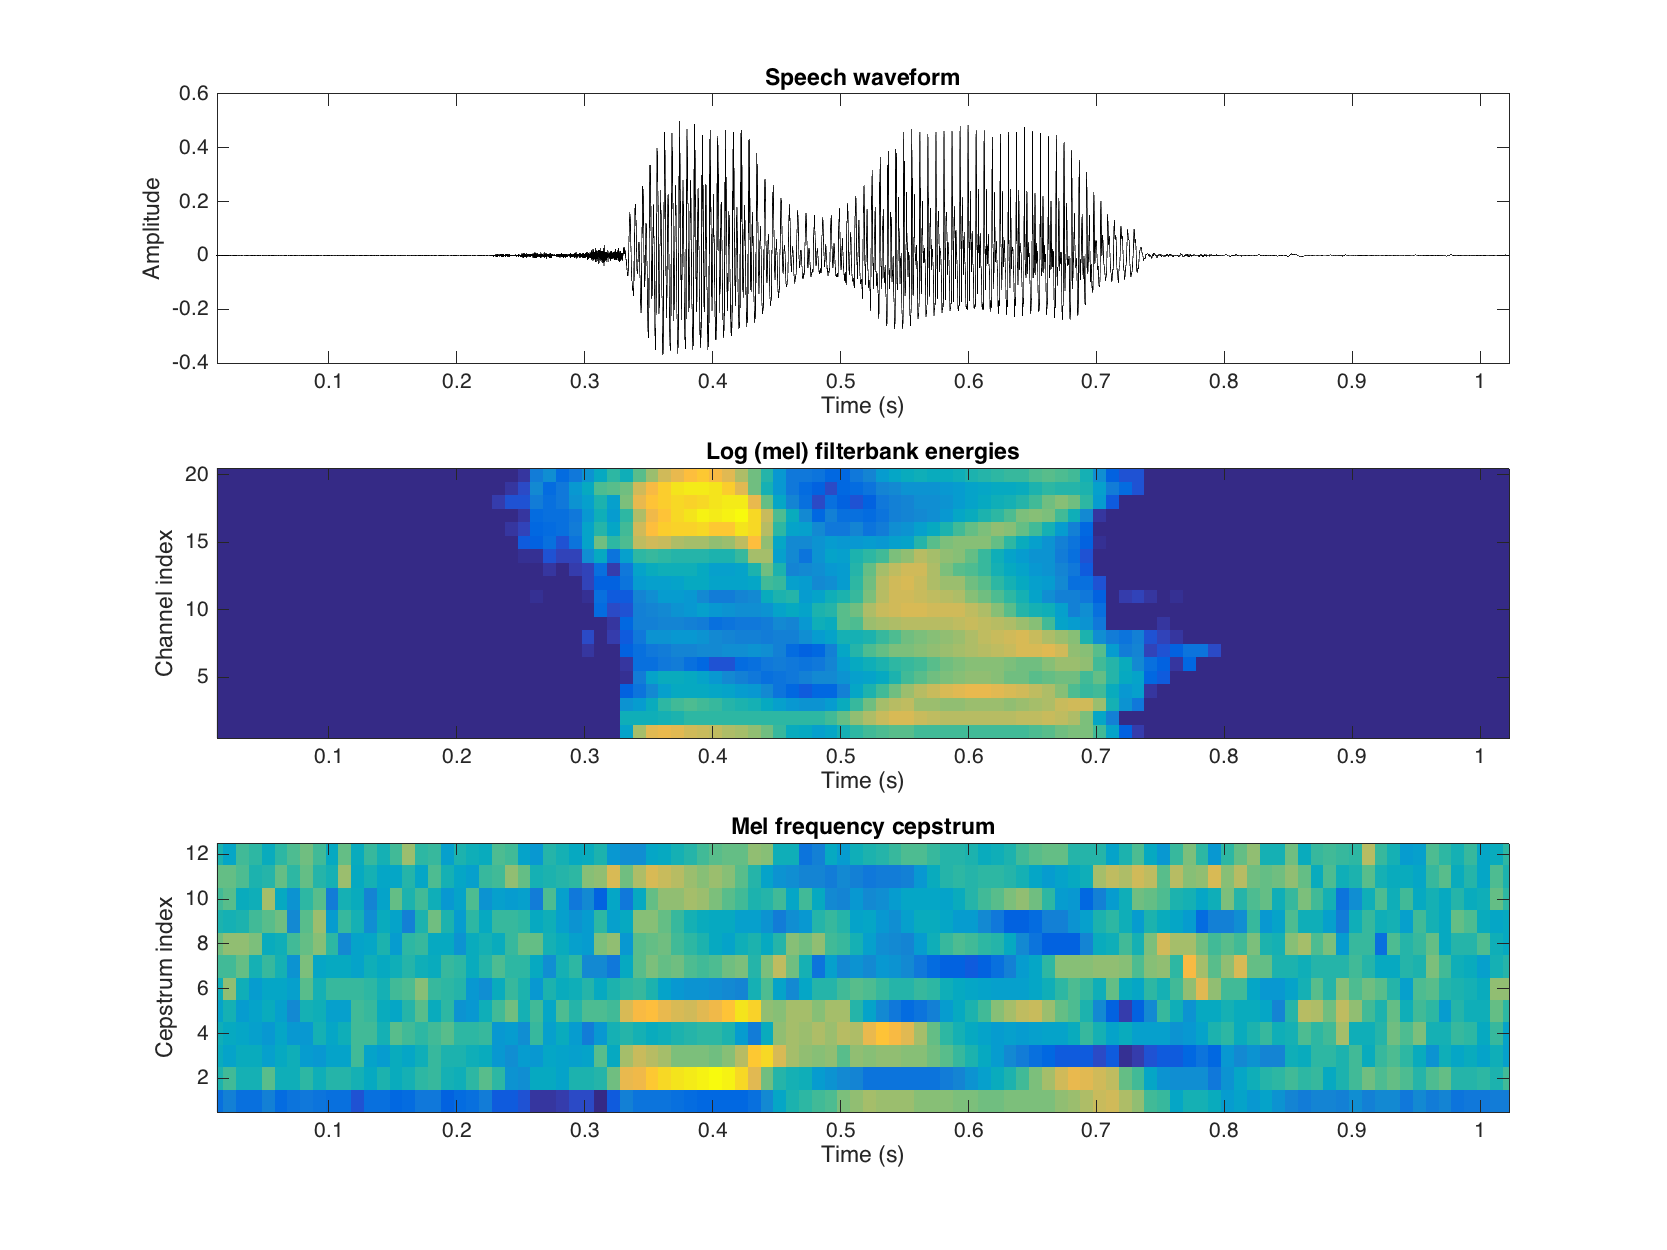 Speech waveform
0.6
0.4
0.2
0
-0.2
-0.4
Amplitude
0.1 0.2 0.3 0.4 0.5 0.6 0.7 0.8 0.9 1
Time (s)
Log (mel) filterbank energies
20
15
10
5
Channel index
0.1 0.2 0.3 0.4 0.5 0.6 0.7 0.8 0.9 1
Time (s)
Mel frequency cepstrum
12
10
8
6
4
2
Cepstrum index
0.1 0.2 0.3 0.4 0.5 0.6 0.7 0.8 0.9 1
Time (s)